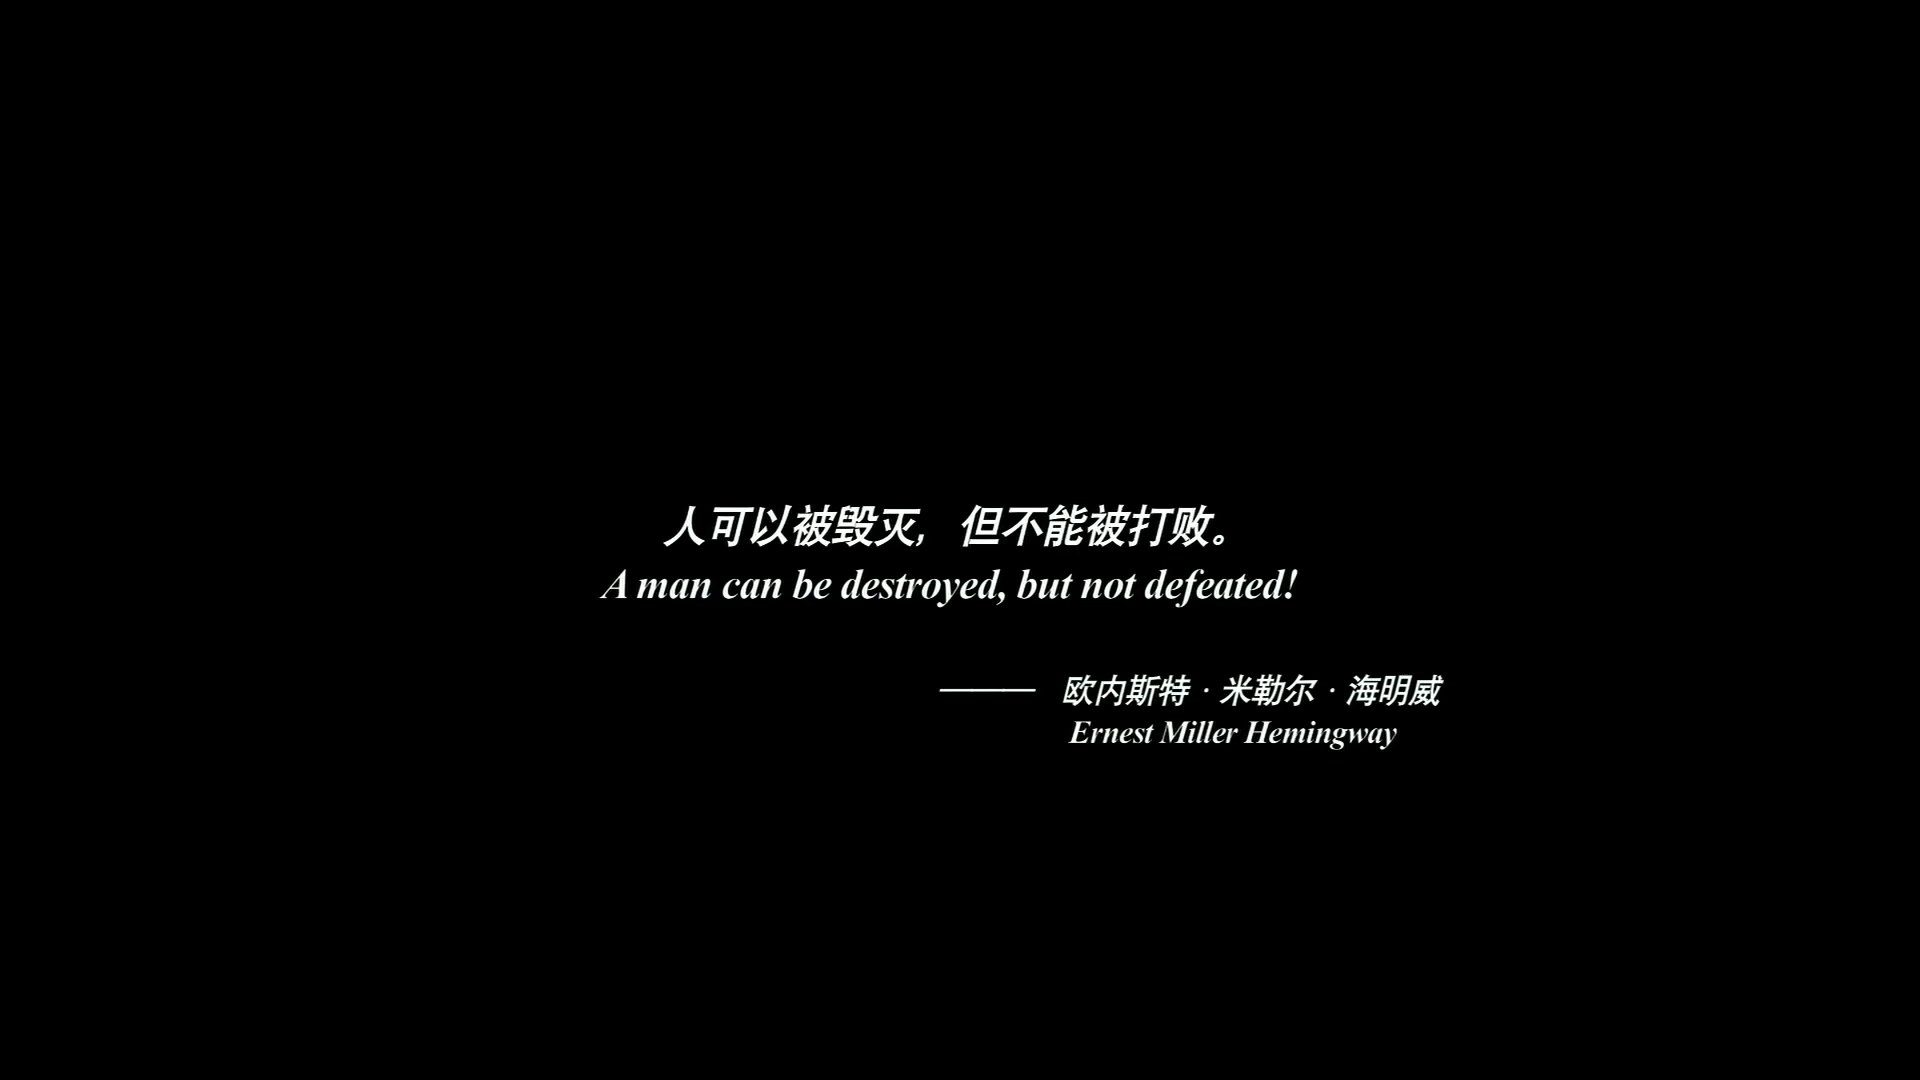 人可以被毁灭，但不能被打败。
A man can be destroyed, but not defeated!
——— 欧内斯特·米勒尔·海明威
Ernest Miller Hemingway